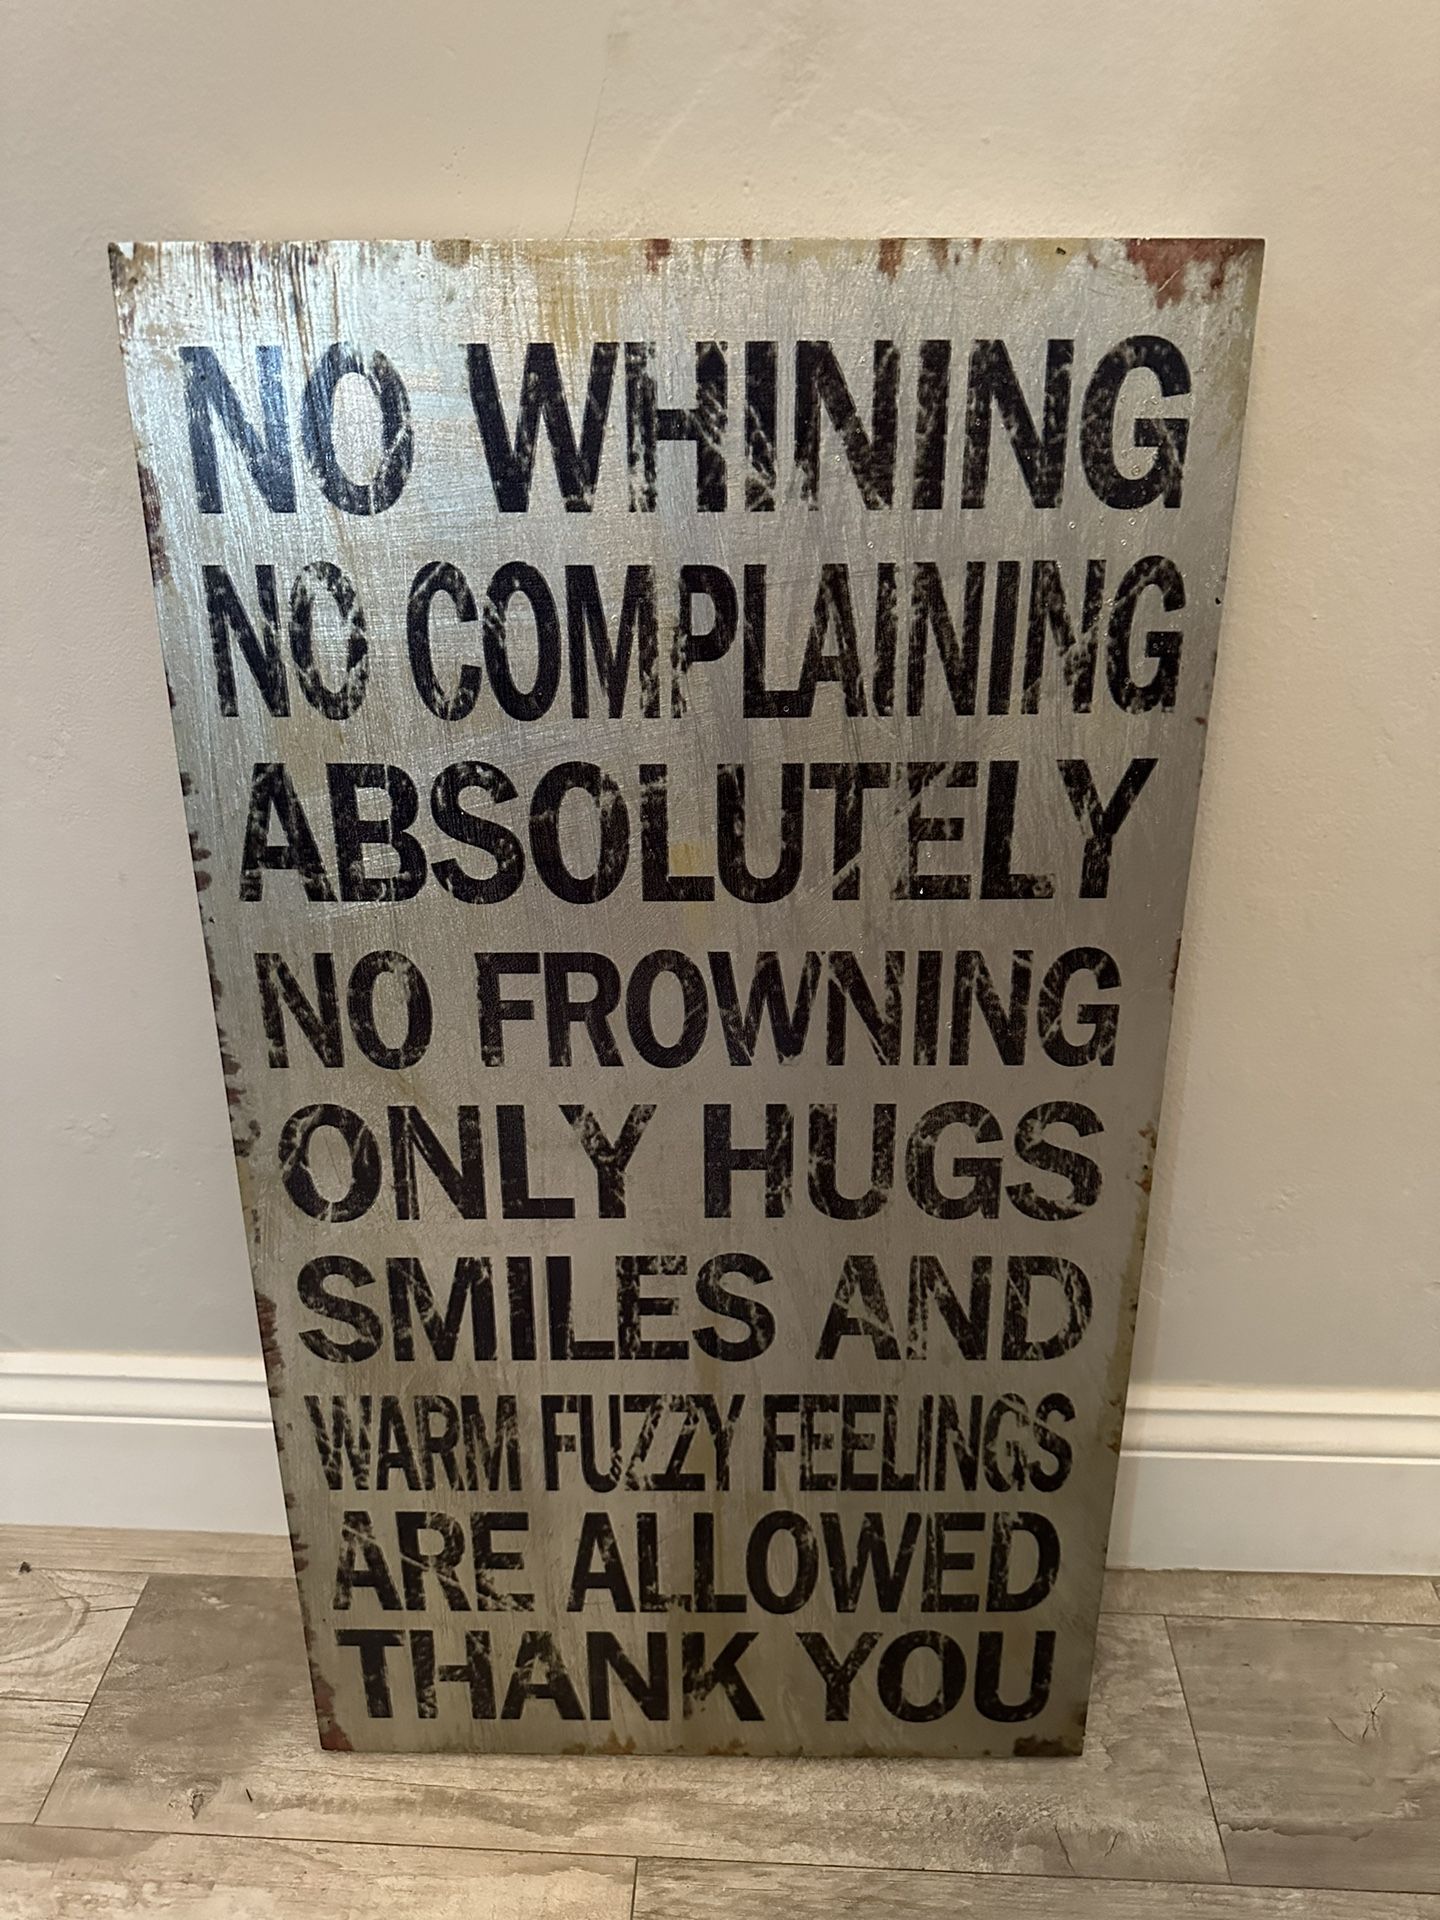 NO WHINING
NO COMPLAINING
ABSOLUTELY
NO FROWNING
ONLY HUGS
SMILES AND
WARM FUZZY FEELINGS
ARE ALLOWED
THANK YOU